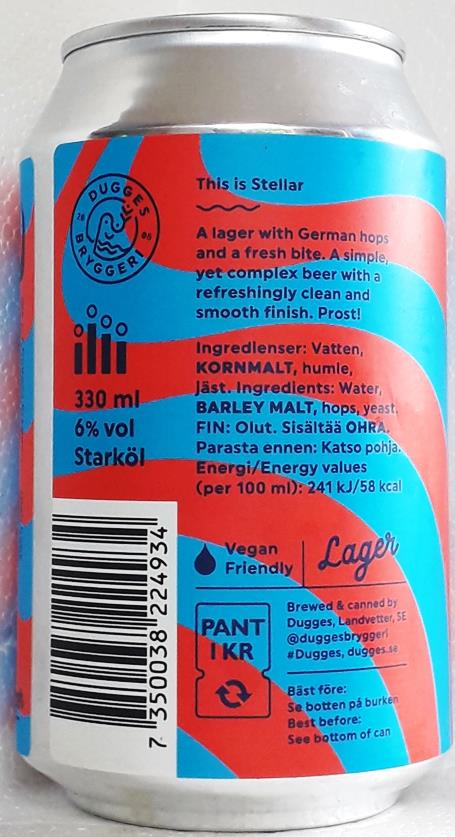 DUGGES
20 05
BRYGGERI
330 ml
6% vol
Starköl
This is Stellar
A lager with German hops
and a fresh bite. A simple,
yet complex beer with a
refreshingly clean and
smooth finish. Prost!
Ingredienser: Vatten,
KORNMALT, humle,
jäst. Ingredients: Water,
BARLEY MALT, hops, yeast.
FIN: Olut. Sisältää OHRA.
Parasta ennen: Katso pohja.
Energi/Energy values
(per 100 ml): 241 kJ/58 kcal
Vegan
Friendly
Lager
PANT
1 KR
Brewed & canned by
Dugges, Landvetter, SE
@duggesbryggeri
#Dugges, dugges.se
Bäst före:
Se botten på burken
Best before:
See bottom of can
7 350038 224934